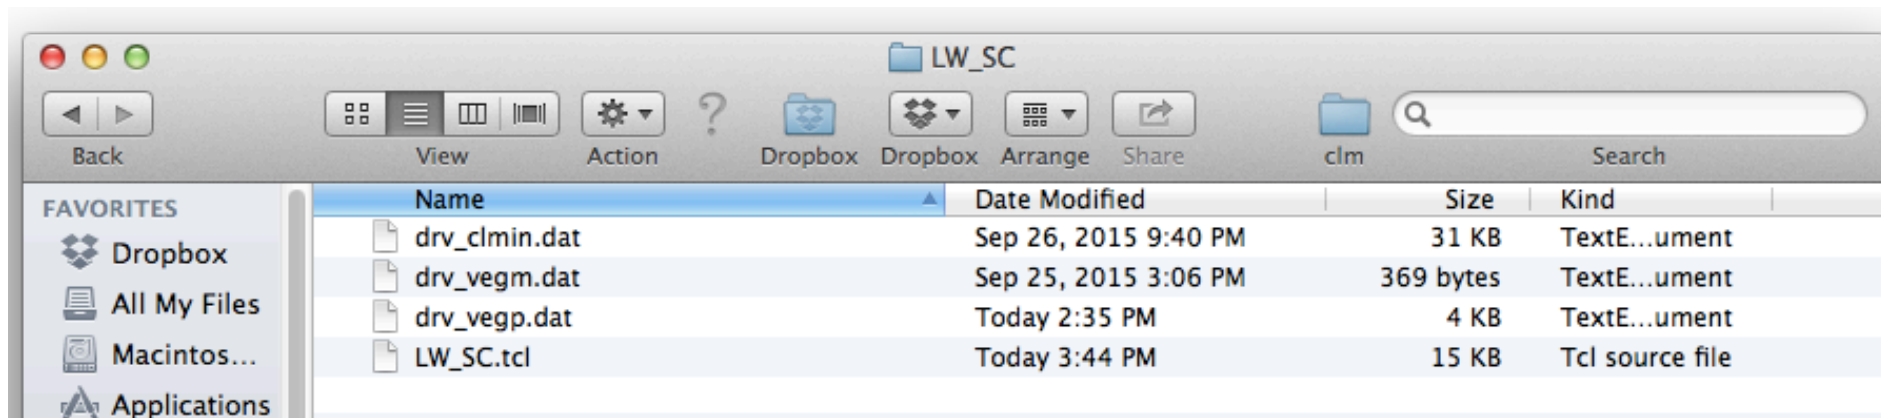 LW_SC
Back View Action Dropbox Dropbox Arrange Share clm Search
FAVORITES
Dropbox
All My Files
Macintos...
Applications
Name Date Modified Size Kind
drv_clmin.dat Sep 26, 2015 9:40 PM 31 KB TextE...ument
drv_vegm.dat Sep 25, 2015 3:06 PM 369 bytes TextE...ument
drv_vegp.dat Today 2:35 PM 4 KB TextE...ument
LW_SC.tcl Today 3:44 PM 15 KB Tcl source file